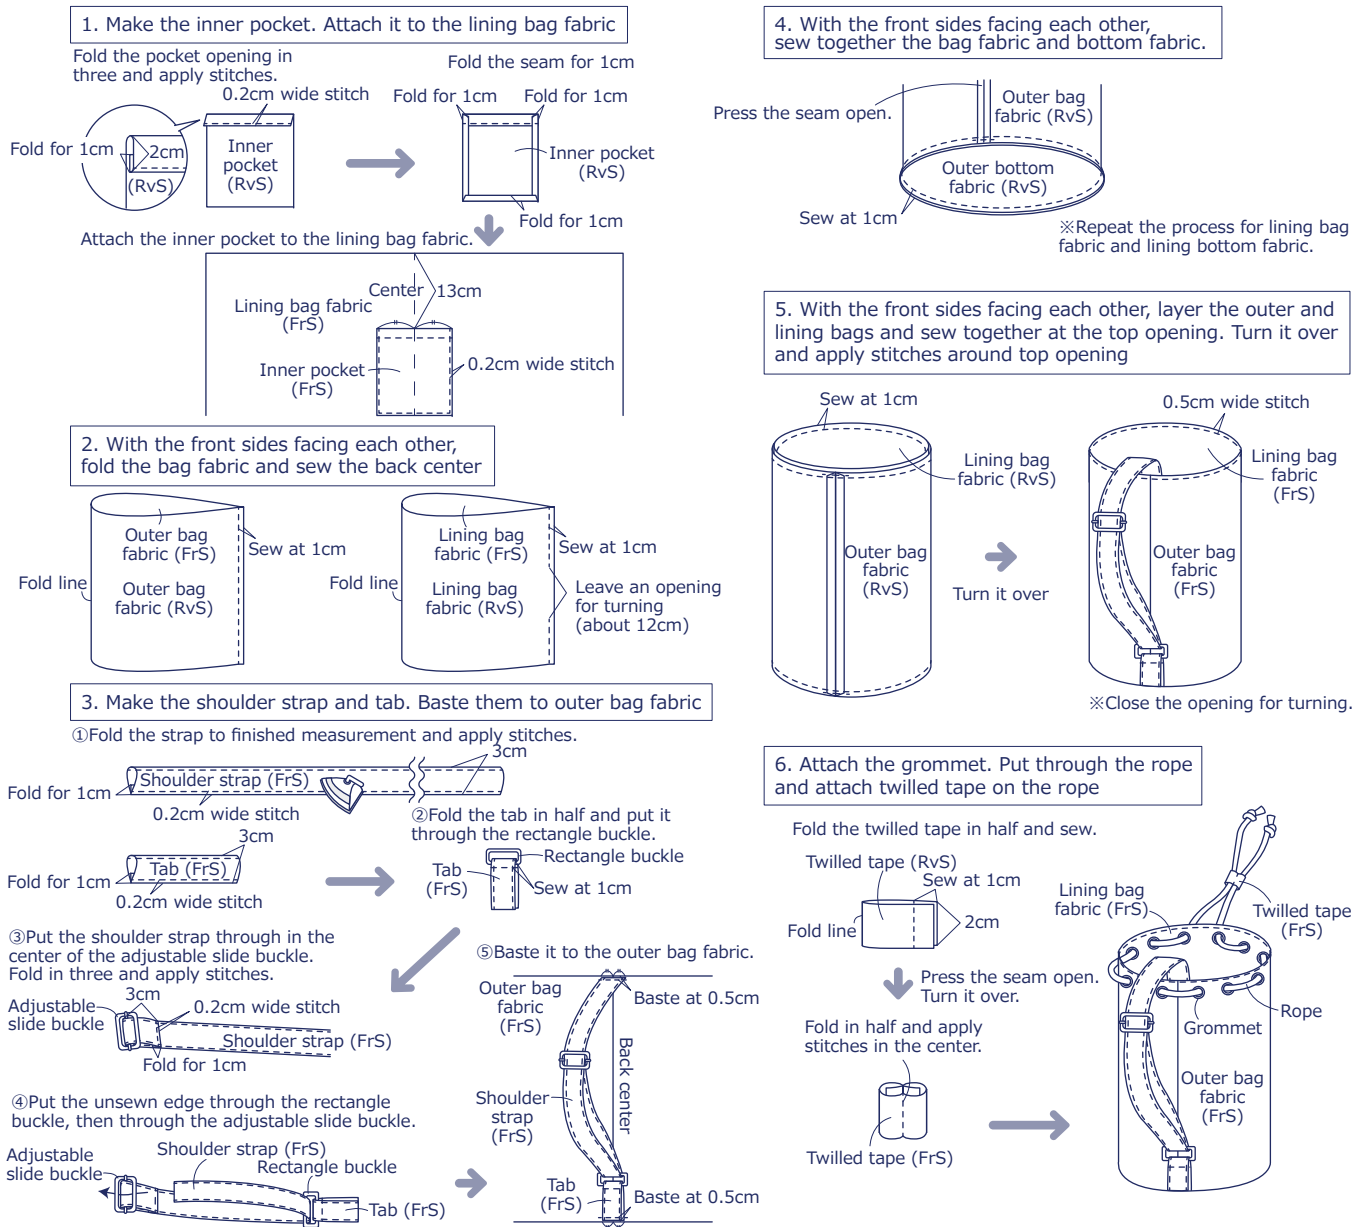 1. Make the inner pocket. Attach it to the lining bag fabric
Fold the pocket opening in
three and apply stitches.
0.2cm wide stitch
Fold for 1cm
2cm
(RvS)
Inner
pocket
(RvS)
Fold the seam for 1cm
Fold for 1cm
Fold for 1cm
Inner pocket
(RvS)
Fold for 1cm
Attach the inner pocket to the lining bag fabric.
Center
13cm
Lining bag fabric
(FrS)
Inner pocket
(FrS)
0.2cm wide stitch
2. With the front sides facing each other,
fold the bag fabric and sew the back center
Outer bag
fabric (FrS)
Sew at 1cm
Fold line
Outer bag
fabric (RvS)
Lining bag
fabric (FrS)
Sew at 1cm
Fold line
Lining bag
fabric (RvS)
Leave an opening
for turning
(about 12cm)
3. Make the shoulder strap and tab. Baste them to outer bag fabric
①Fold the strap to finished measurement and apply stitches.
3cm
Shoulder strap (FrS)
Fold for 1cm
0.2cm wide stitch
3cm
Tab (FrS)
Fold for 1cm
0.2cm wide stitch
②Fold the tab in half and put it
through the rectangle buckle.
Rectangle buckle
Tab
(FrS)
Sew at 1cm
③Put the shoulder strap through in the
center of the adjustable slide buckle.
Fold in three and apply stitches.
Adjustable
slide buckle
3cm
0.2cm wide stitch
Shoulder strap (FrS)
Fold for 1cm
④Put the unsewn edge through the rectangle
buckle, then through the adjustable slide buckle.
Shoulder strap (FrS)
Adjustable
slide buckle
Rectangle buckle
Tab (FrS)
⑤Baste it to the outer bag fabric.
Outer bag
fabric
(FrS)
Baste at 0.5cm
Back center
Shoulder
strap
(FrS)
Tab
(FrS)
Baste at 0.5cm
4. With the front sides facing each other,
sew together the bag fabric and bottom fabric.
Press the seam open.
Outer bag
fabric (RvS)
Outer bottom
fabric (RvS)
Sew at 1cm
※Repeat the process for lining bag
fabric and lining bottom fabric.
5. With the front sides facing each other, layer the outer and
lining bags and sew together at the top opening. Turn it over
and apply stitches around top opening
Sew at 1cm
Lining bag
fabric (RvS)
Outer bag
fabric
(RvS)
Turn it over
0.5cm wide stitch
Lining bag
fabric
(FrS)
Outer bag
fabric
(FrS)
※Close the opening for turning.
6. Attach the grommet. Put through the rope
and attach twilled tape on the rope
Fold the twilled tape in half and sew.
Twilled tape (RvS)
Sew at 1cm
Fold line
2cm
Press the seam open.
Turn it over.
Fold in half and apply
stitches in the center.
Twilled tape (FrS)
Lining bag
fabric (FrS)
Twilled tape
(FrS)
Rope
Grommet
Outer bag
fabric
(FrS)